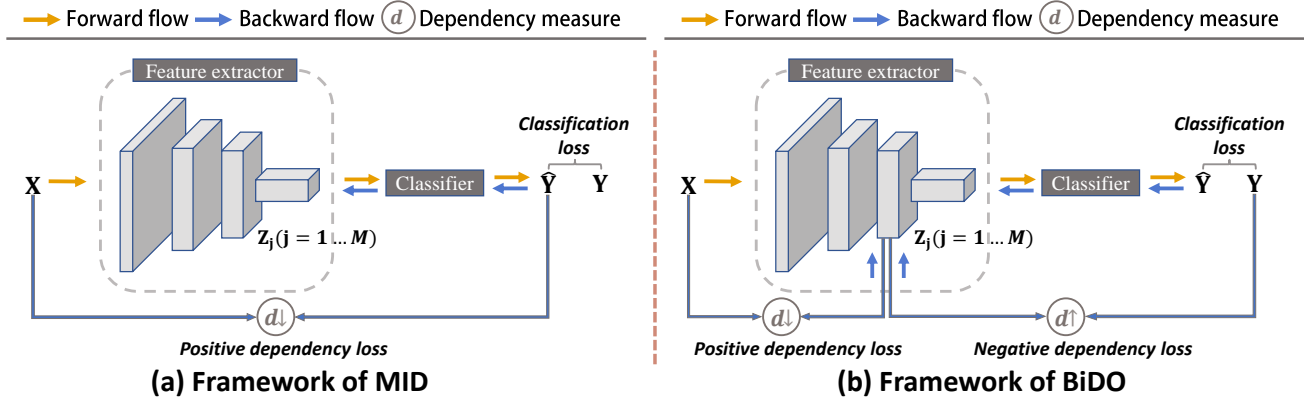 Forward flow Backward flow d Dependency measure
Feature extractor
Classification
loss
X
Classifier
Ŷ Y
Z_j(j = 1 … M)
d↓
Positive dependency loss
(a) Framework of MID
Forward flow Backward flow d Dependency measure
Feature extractor
Classification
loss
X
Classifier
Ŷ Y
Z_j(j = 1 … M)
d↓ d↑
Positive dependency loss Negative dependency loss
(b) Framework of BiDO